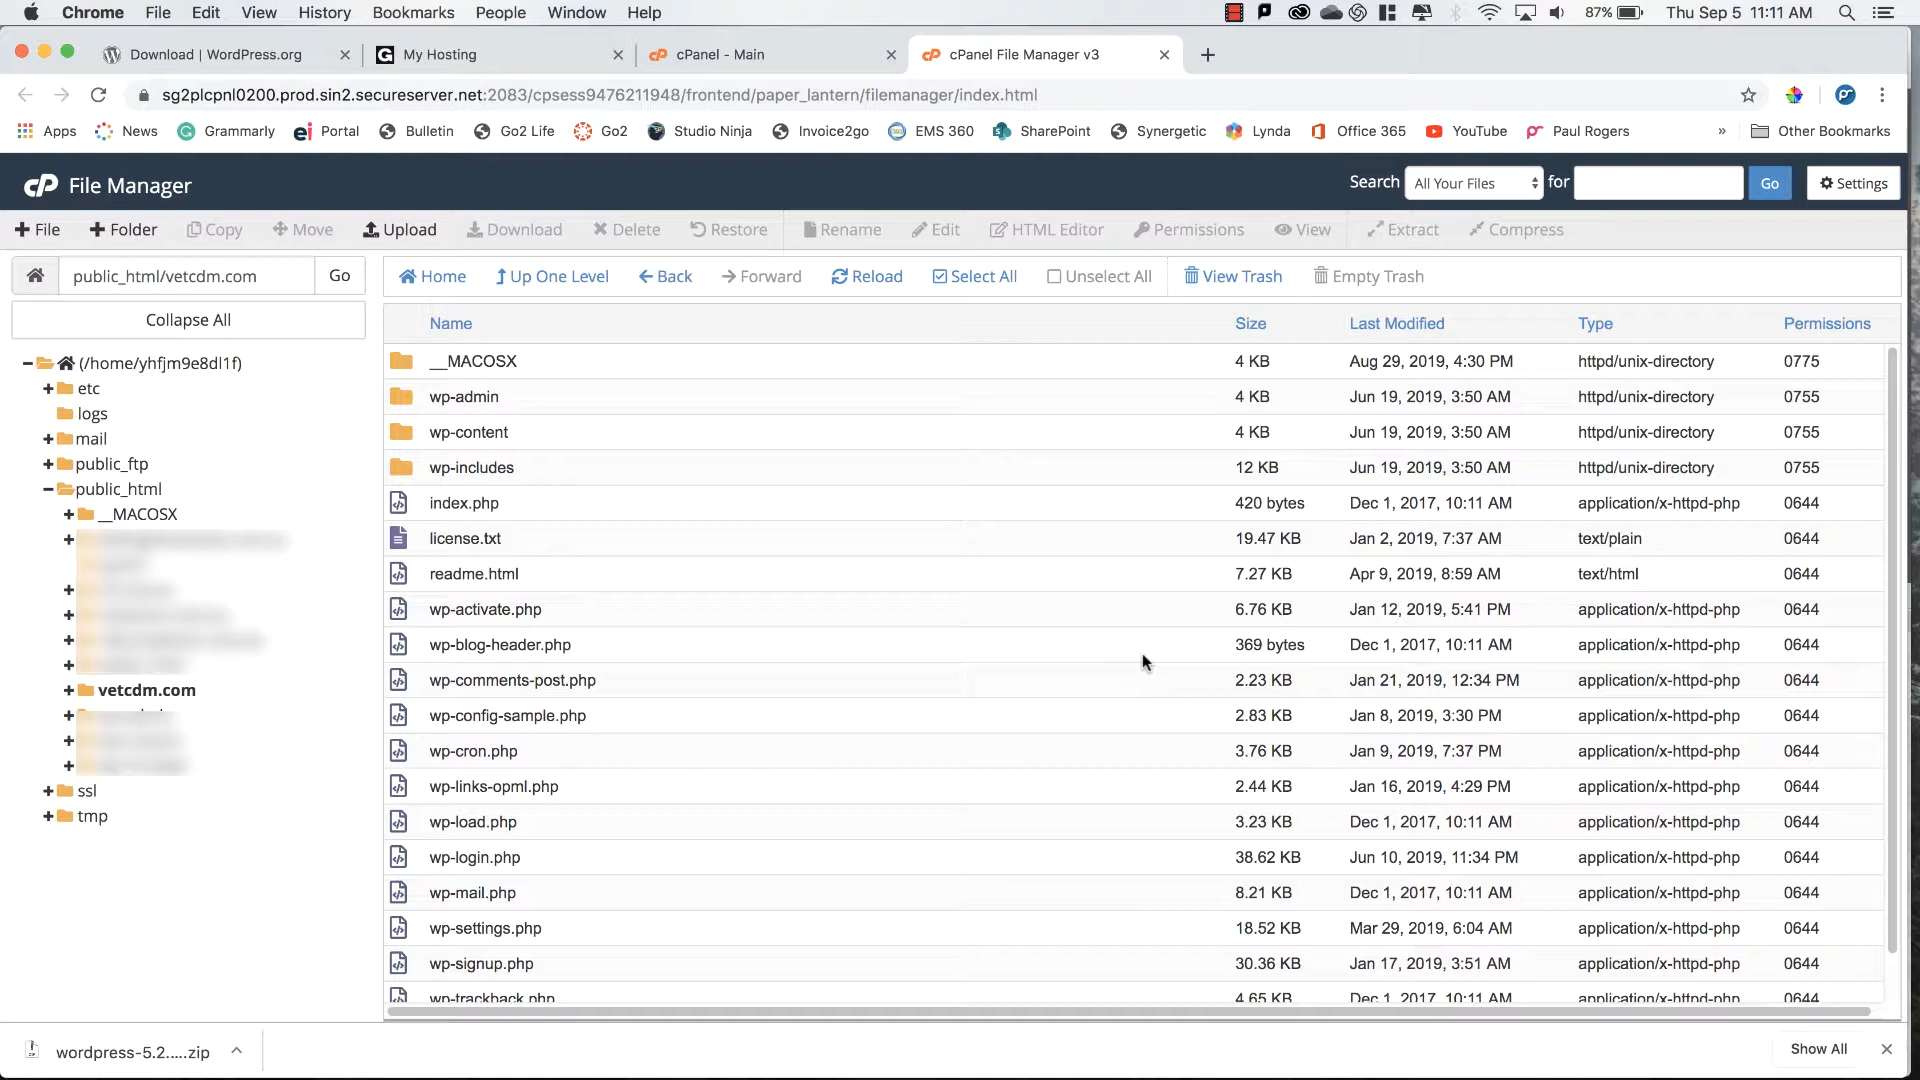 Chrome File Edit View History Bookmarks People Window Help 87% Thu Sep 5 11:11 AM
Download | WordPress.org My Hosting cPanel - Main cPanel File Manager v3
sg2plcpnl0200.prod.sin2.secureserver.net:2083/cpsess9476211948/frontend/paper_lantern/filemanager/index.html
Apps News Grammarly Portal Bulletin Go2 Life Go2 Studio Ninja Invoice2go EMS 360 SharePoint Synergetic Lynda Office 365 YouTube Paul Rogers » Other Bookmarks
cP File Manager Search All Your Files for Go Settings
File Folder Copy Move Upload Download Delete Restore Rename Edit HTML Editor Permissions View Extract Compress
public_html/vetcdm.com Go Home Up One Level Back Forward Reload Select All Unselect All View Trash Empty Trash
Collapse All
(/home/yhfjm9e8dl1f)
etc
logs
mail
public_ftp
public_html
__MACOSX
vetcdm.com
ssl
tmp
Name Size Last Modified Type Permissions
__MACOSX 4 KB Aug 29, 2019, 4:30 PM httpd/unix-directory 0775
wp-admin 4 KB Jun 19, 2019, 3:50 AM httpd/unix-directory 0755
wp-content 4 KB Jun 19, 2019, 3:50 AM httpd/unix-directory 0755
wp-includes 12 KB Jun 19, 2019, 3:50 AM httpd/unix-directory 0755
index.php 420 bytes Dec 1, 2017, 10:11 AM application/x-httpd-php 0644
license.txt 19.47 KB Jan 2, 2019, 7:37 AM text/plain 0644
readme.html 7.27 KB Apr 9, 2019, 8:59 AM text/html 0644
wp-activate.php 6.76 KB Jan 12, 2019, 5:41 PM application/x-httpd-php 0644
wp-blog-header.php 369 bytes Dec 1, 2017, 10:11 AM application/x-httpd-php 0644
wp-comments-post.php 2.23 KB Jan 21, 2019, 12:34 PM application/x-httpd-php 0644
wp-config-sample.php 2.83 KB Jan 8, 2019, 3:30 PM application/x-httpd-php 0644
wp-cron.php 3.76 KB Jan 9, 2019, 7:37 PM application/x-httpd-php 0644
wp-links-opml.php 2.44 KB Jan 16, 2019, 4:29 PM application/x-httpd-php 0644
wp-load.php 3.23 KB Dec 1, 2017, 10:11 AM application/x-httpd-php 0644
wp-login.php 38.62 KB Jun 10, 2019, 11:34 PM application/x-httpd-php 0644
wp-mail.php 8.21 KB Dec 1, 2017, 10:11 AM application/x-httpd-php 0644
wp-settings.php 18.52 KB Mar 29, 2019, 6:04 AM application/x-httpd-php 0644
wp-signup.php 30.36 KB Jan 17, 2019, 3:51 AM application/x-httpd-php 0644
wp-trackback.php 4.65 KB Dec 1, 2017, 10:11 AM application/x-httpd-php 0644
wordpress-5.2.....zip Show All